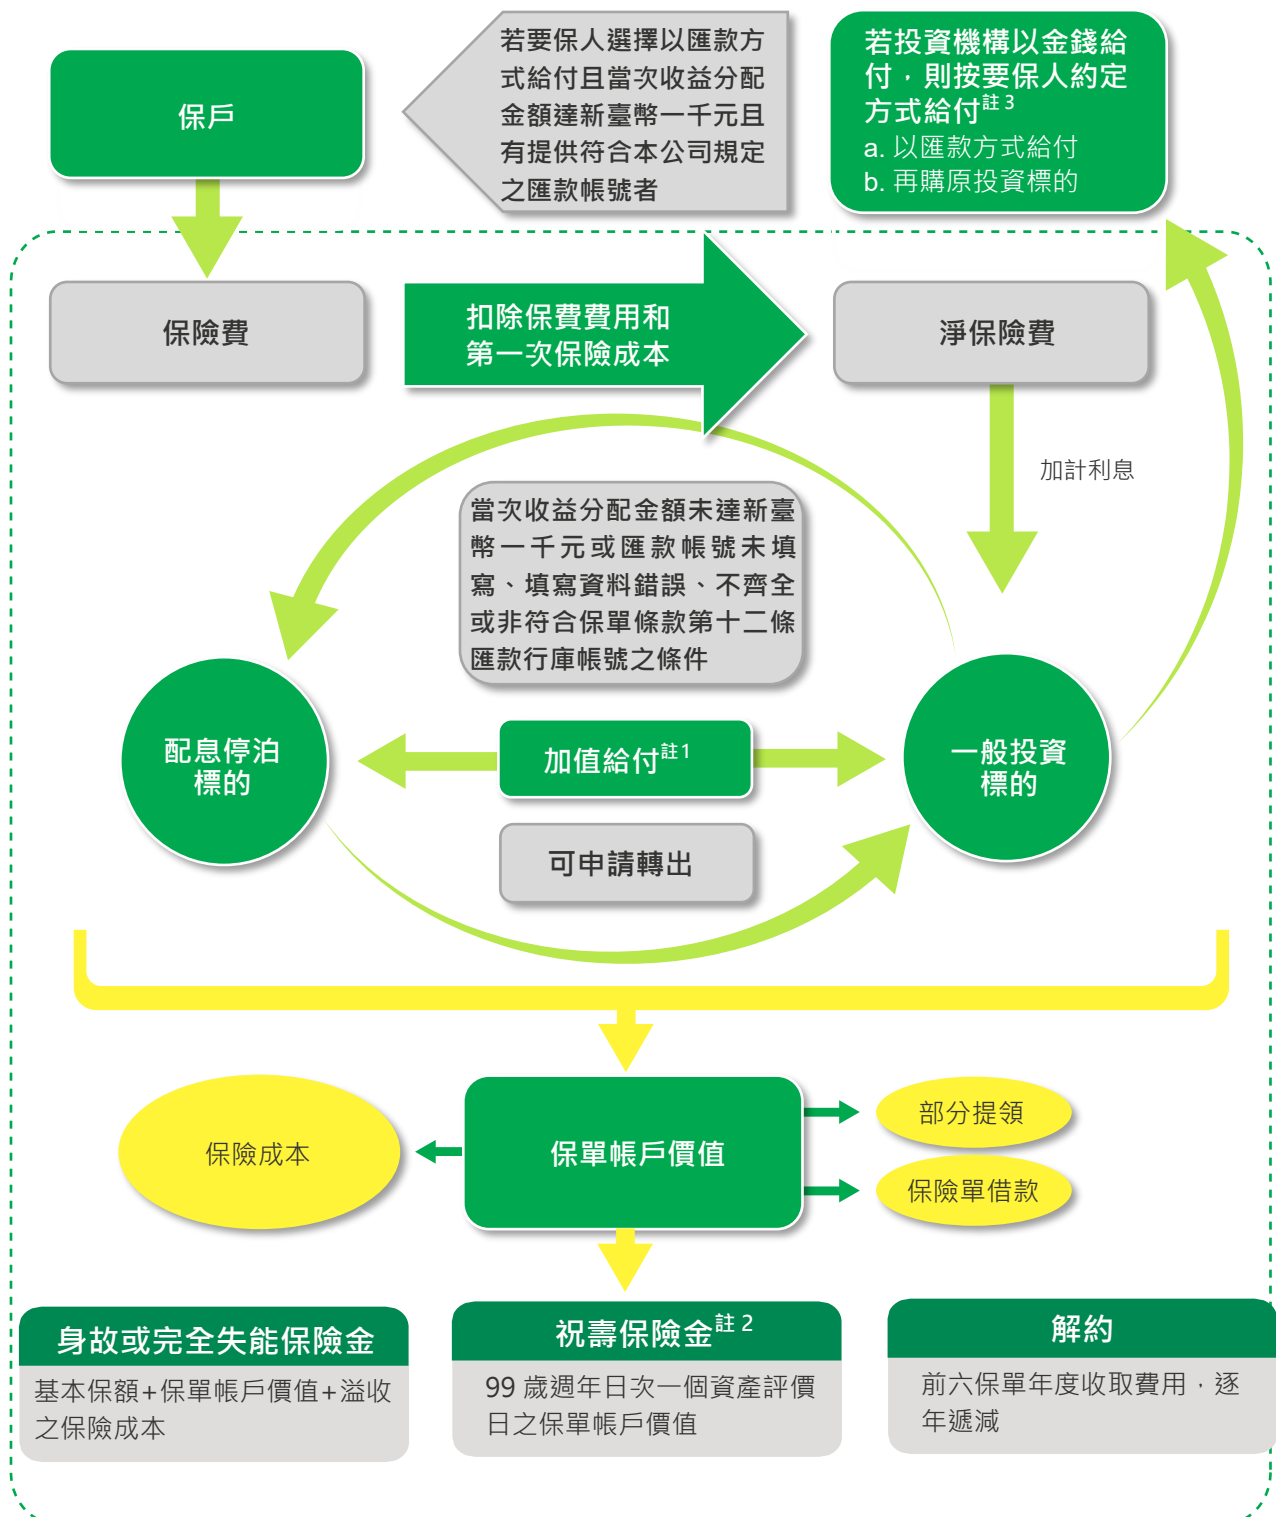 保戶
若要保人選擇以匯款方
式給付且當次收益分配
金額達新臺幣一千元且
有提供符合本公司規定
之匯款帳號者
若投資機構以金錢給
付，則按要保人約定
方式給付註3
a. 以匯款方式給付
b. 再購原投資標的
保險費
扣除保費費用和
第一次保險成本
淨保險費
加計利息
當次收益分配金額未達新臺
幣一千元或匯款帳號未填
寫、填寫資料錯誤、不齊全
或非符合保單條款第十二條
匯款行庫帳號之條件
配息停泊
標的
加值給付註1
一般投資
標的
可申請轉出
保險成本
保單帳戶價值
部分提領
保險單借款
身故或完全失能保險金
基本保額+保單帳戶價值+溢收
之保險成本
祝壽保險金註2
99 歲週年日次一個資產評價
日之保單帳戶價值
解約
前六保單年度收取費用，逐
年遞減